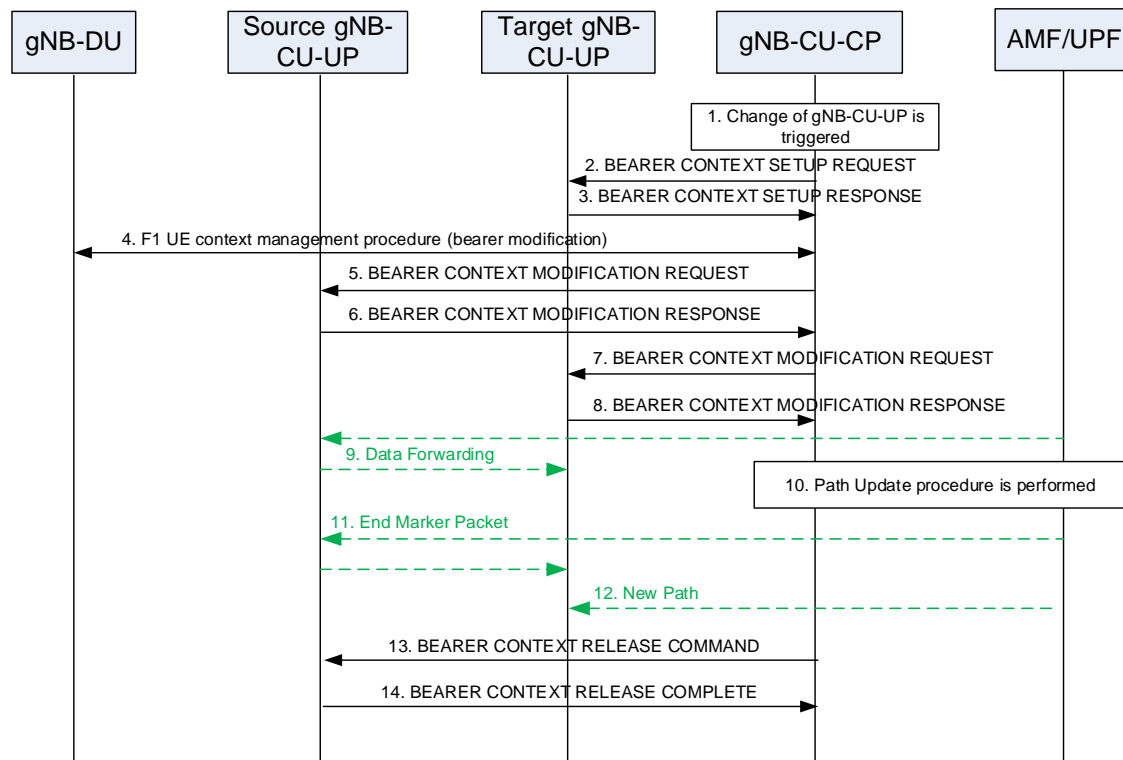 gNB-DU
Source gNB-
CU-UP
Target gNB-
CU-UP
gNB-CU-CP
AMF/UPF
1. Change of gNB-CU-UP is
triggered
2. BEARER CONTEXT SETUP REQUEST
3. BEARER CONTEXT SETUP RESPONSE
4. F1 UE context management procedure (bearer modification)
5. BEARER CONTEXT MODIFICATION REQUEST
6. BEARER CONTEXT MODIFICATION RESPONSE
7. BEARER CONTEXT MODIFICATION REQUEST
8. BEARER CONTEXT MODIFICATION RESPONSE
9. Data Forwarding
10. Path Update procedure is performed
11. End Marker Packet
12. New Path
13. BEARER CONTEXT RELEASE COMMAND
14. BEARER CONTEXT RELEASE COMPLETE